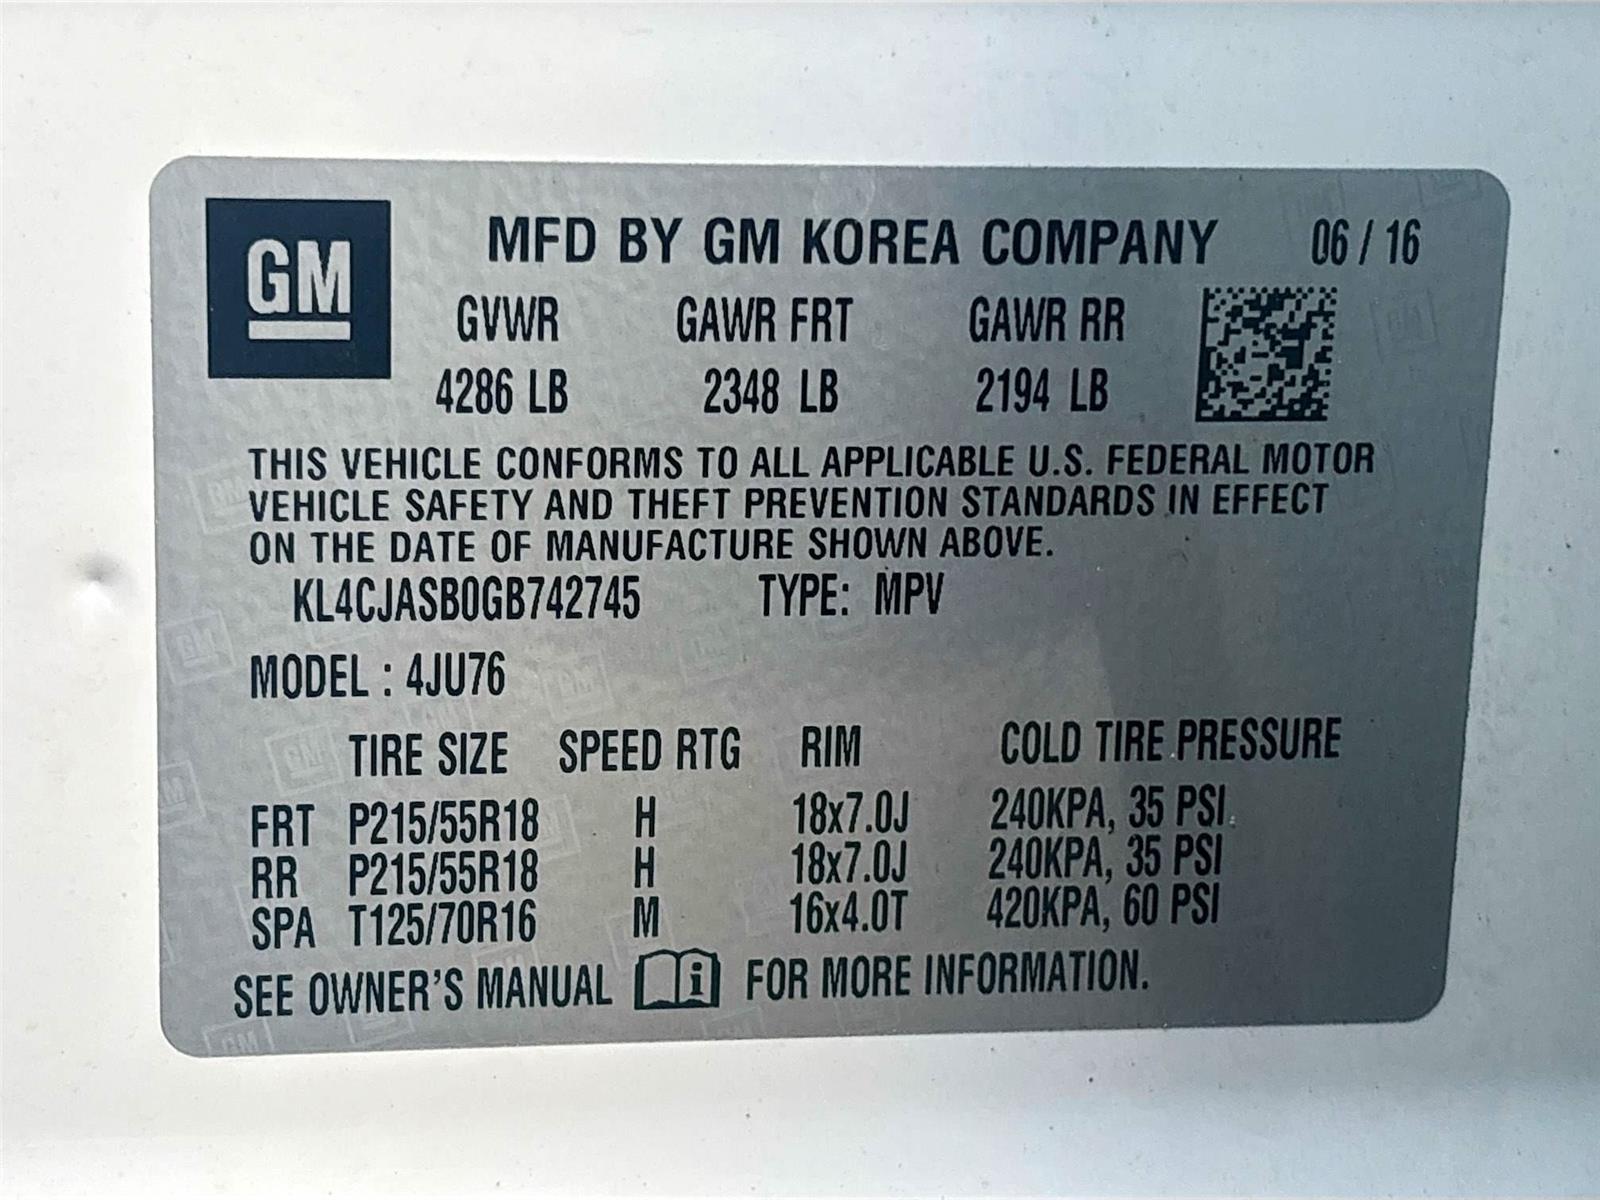 GM
MFD BY GM KOREA COMPANY 06 / 16
GVWR GAWR FRT GAWR RR
4286 LB 2348 LB 2194 LB
THIS VEHICLE CONFORMS TO ALL APPLICABLE U.S. FEDERAL MOTOR
VEHICLE SAFETY AND THEFT PREVENTION STANDARDS IN EFFECT
ON THE DATE OF MANUFACTURE SHOWN ABOVE.
KL4CJASB0GB742745 TYPE: MPV
MODEL : 4JU76
TIRE SIZE SPEED RTG RIM COLD TIRE PRESSURE
FRT P215/55R18 H 18x7.0J 240KPA, 35 PSI
RR P215/55R18 H 18x7.0J 240KPA, 35 PSI
SPA T125/70R16 M 16x4.0T 420KPA, 60 PSI
SEE OWNER'S MANUAL i FOR MORE INFORMATION.